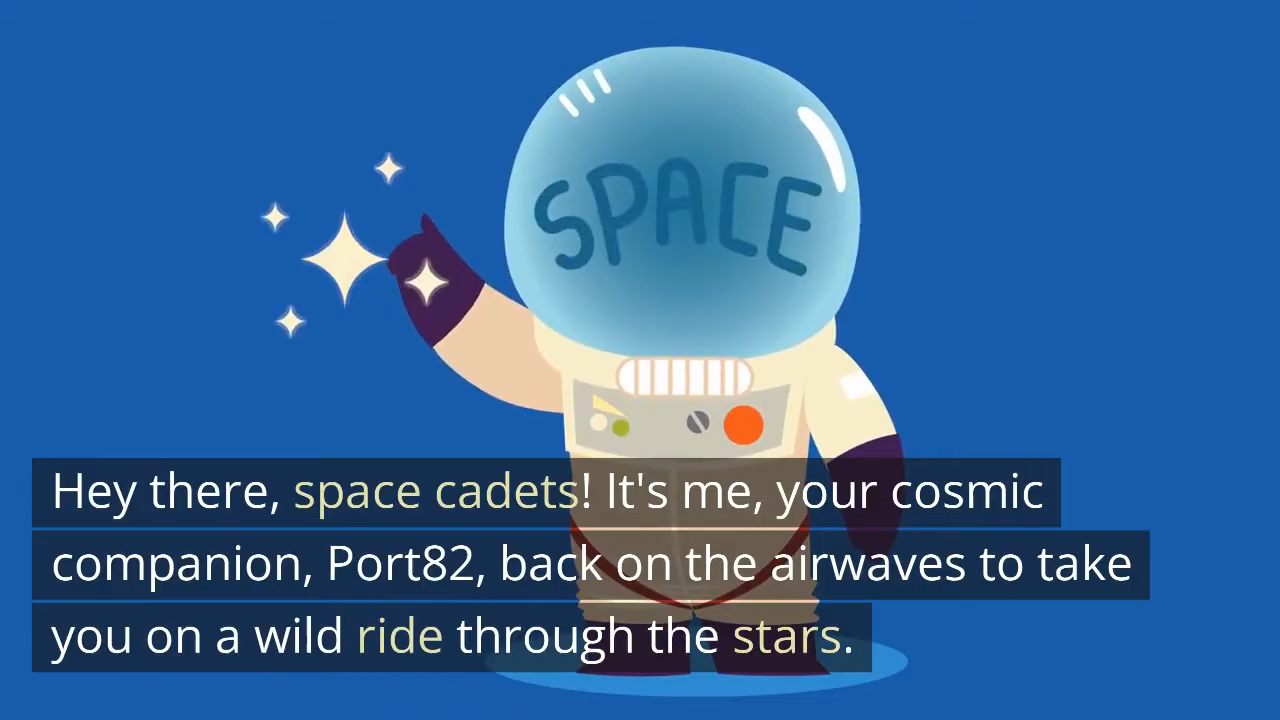 SPACE
Hey there, space cadets! It's me, your cosmic
companion, Port82, back on the airwaves to take
you on a wild ride through the stars.